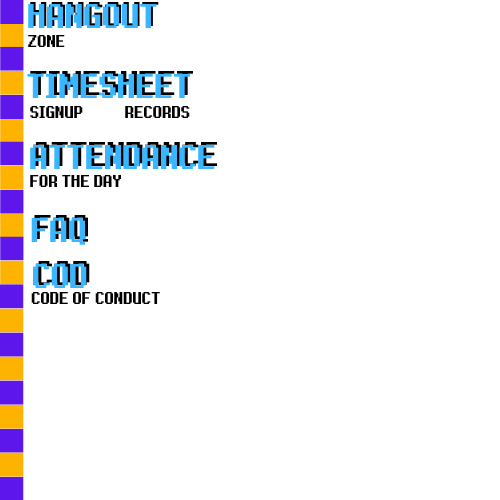 HANGOUT
ZONE
TIMESHEET
SIGNUP RECORDS
ATTENDANCE
FOR THE DAY
FAQ
COD
CODE OF CONDUCT